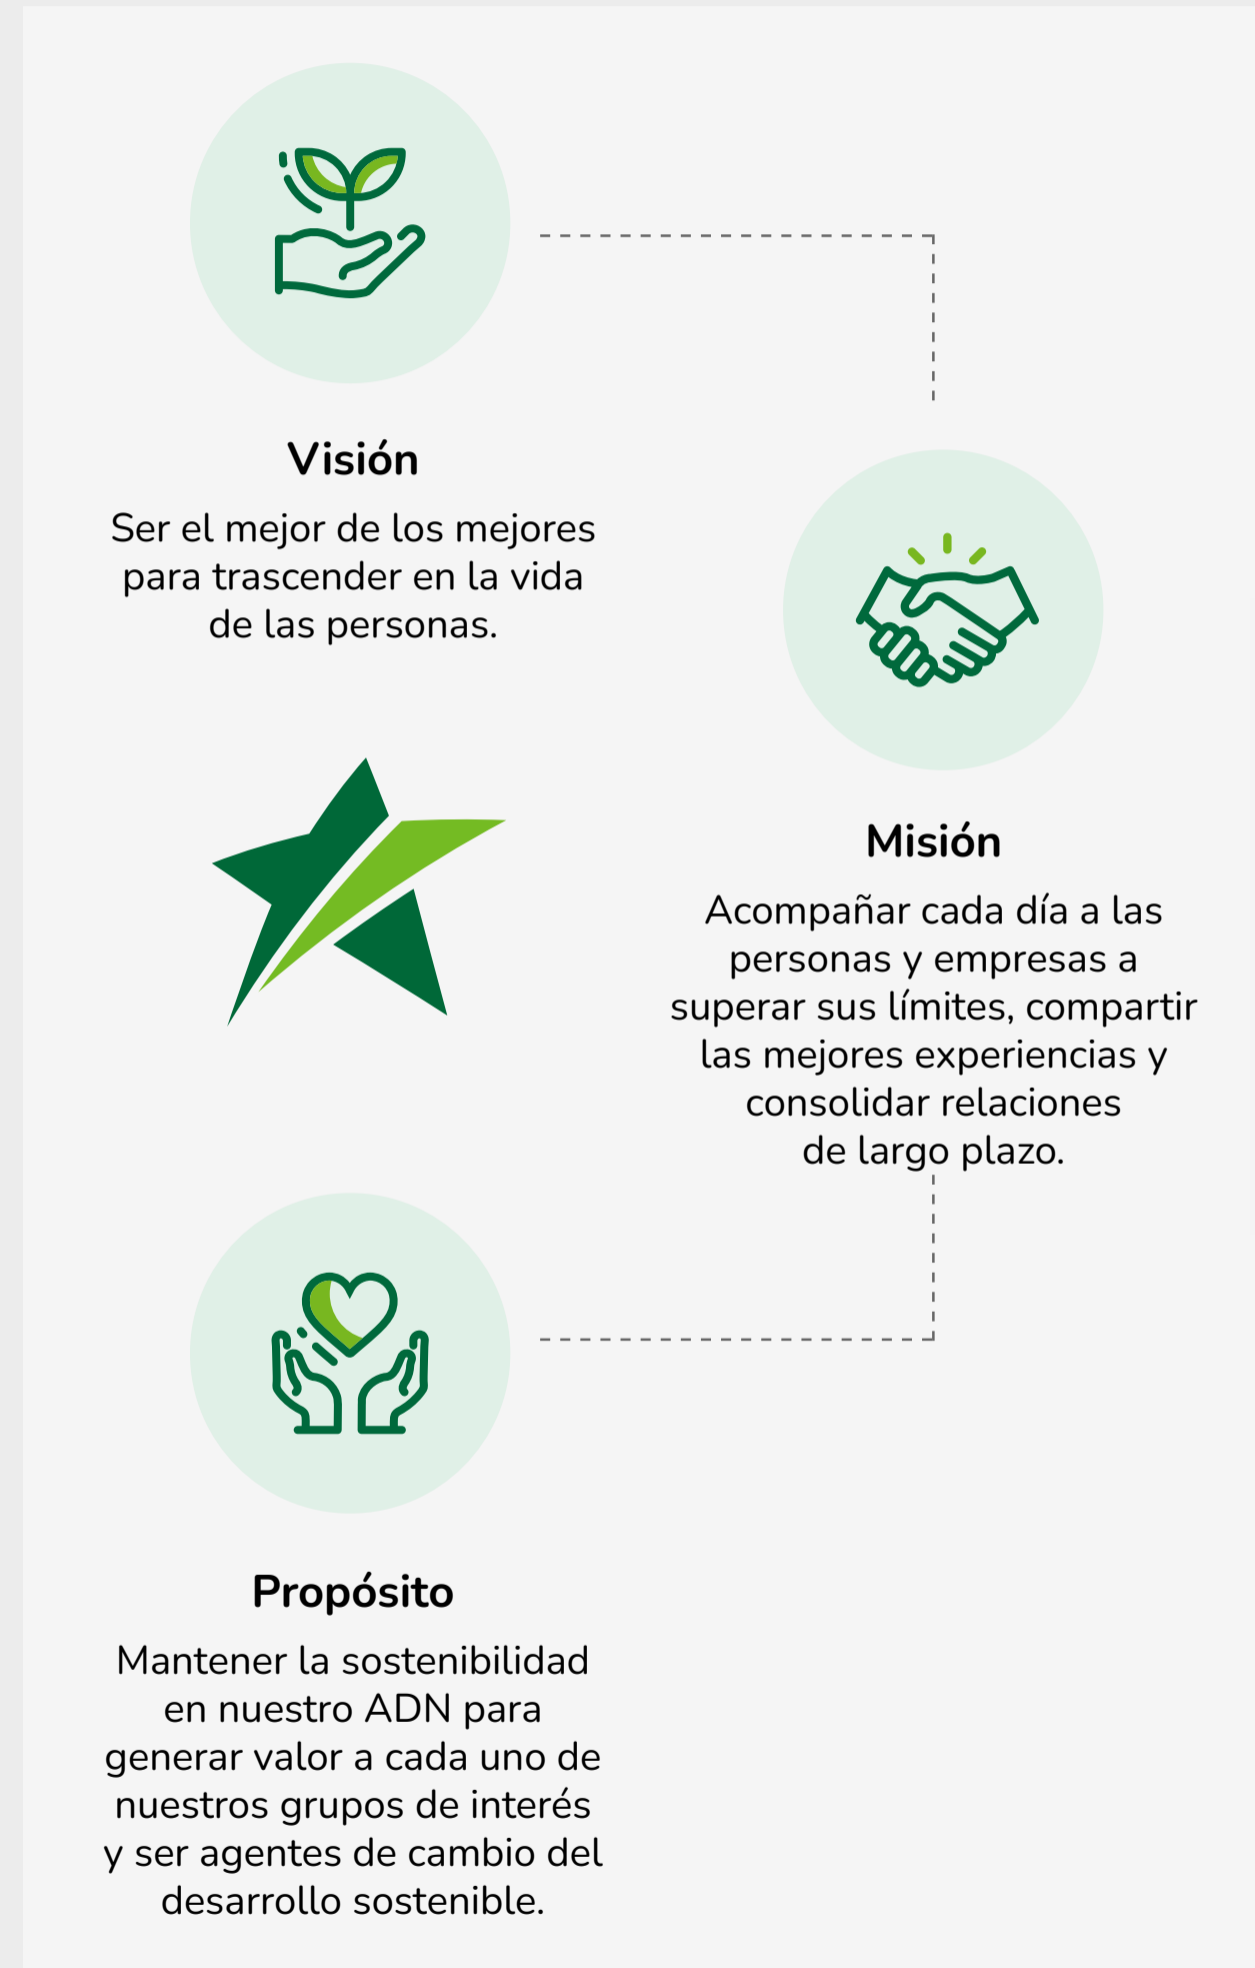 Visión
Ser el mejor de los mejores
para trascender en la vida
de las personas.
Misión
Acompañar cada día a las
personas y empresas a
superar sus límites, compartir
las mejores experiencias y
consolidar relaciones
de largo plazo.
Propósito
Mantener la sostenibilidad
en nuestro ADN para
generar valor a cada uno de
nuestros grupos de interés
y ser agentes de cambio del
desarrollo sostenible.